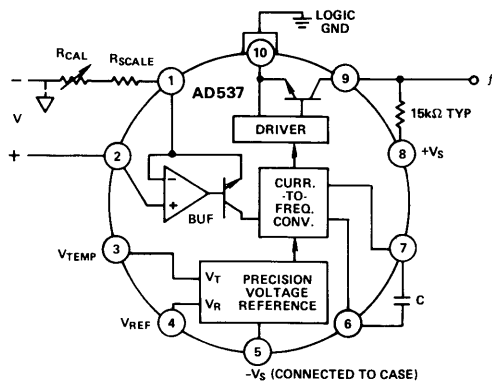 LOGIC
GND
RCAL
RSCALE
10
−
1
AD537
9
f
V
15kΩ TYP
DRIVER
+
2
8
+VS
−
+
BUF
CURR.
-TO-
FREQ.
CONV.
3
7
VTEMP
VT
VR
PRECISION
VOLTAGE
REFERENCE
C
VREF
4
6
5
−VS (CONNECTED TO CASE)